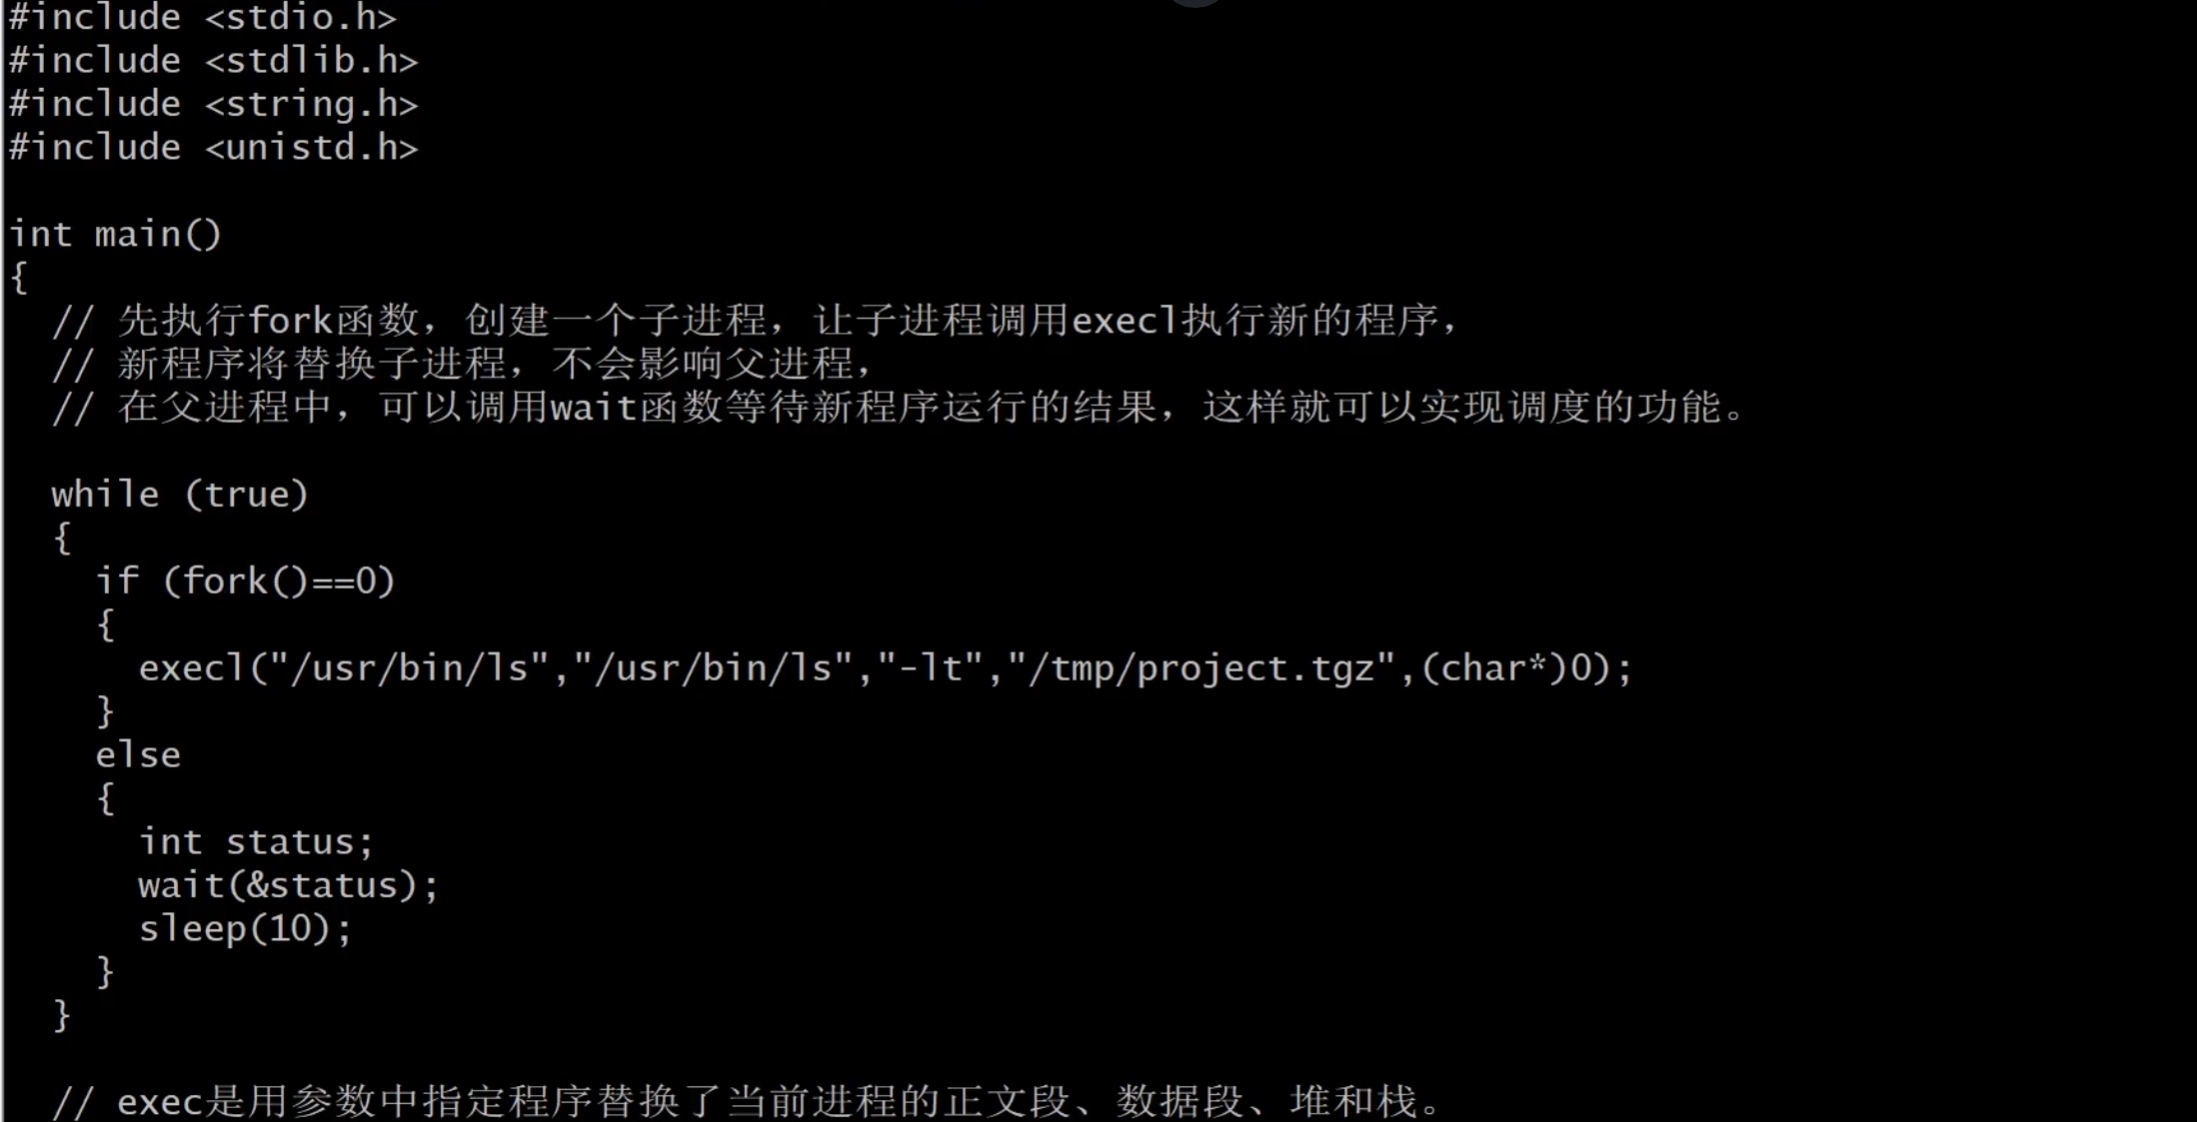 #include <stdio.h>
#include <stdlib.h>
#include <string.h>
#include <unistd.h>
int main()
{
  // 先执行fork函数，创建一个子进程，让子进程调用execl执行新的程序，
  // 新程序将替换子进程，不会影响父进程，
  // 在父进程中，可以调用wait函数等待新程序运行的结果，这样就可以实现调度的功能。
  while (true)
  {
    if (fork()==0)
    {
      execl("/usr/bin/ls","/usr/bin/ls","-lt","/tmp/project.tgz",(char*)0);
    }
    else
    {
      int status;
      wait(&status);
      sleep(10);
    }
  }
  // exec是用参数中指定程序替换了当前进程的正文段、数据段、堆和栈。